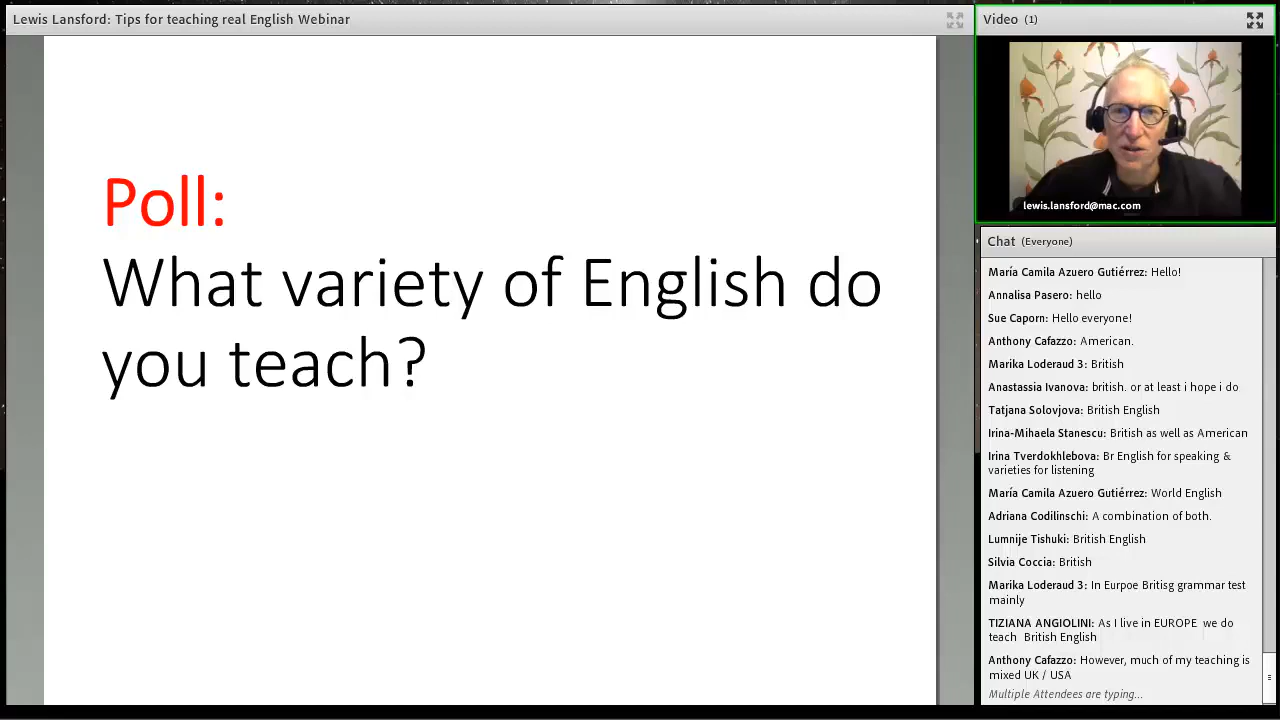 Lewis Lansford: Tips for teaching real English Webinar
Poll:
What variety of English do
you teach?
Video (1)
lewis.lansford@mac.com
Chat (Everyone)
María Camila Azuero Gutiérrez: Hello!
Annalisa Pasero: hello
Sue Caporn: Hello everyone!
Anthony Cafazzo: American.
Marika Loderaud 3: British
Anastassia Ivanova: british. or at least i hope i do
Tatjana Solovjova: British English
Irina-Mihaela Stanescu: British as well as American
Irina Tverdokhlebova: Br English for speaking &
varieties for listening
María Camila Azuero Gutiérrez: World English
Adriana Codilinschi: A combination of both.
Lumnije Tishuki: British English
Silvia Coccia: British
Marika Loderaud 3: In Eurpoe Britisg grammar test
mainly
TIZIANA ANGIOLINI: As I live in EUROPE we do
teach British English
Anthony Cafazzo: However, much of my teaching is
mixed UK / USA
Multiple Attendees are typing...